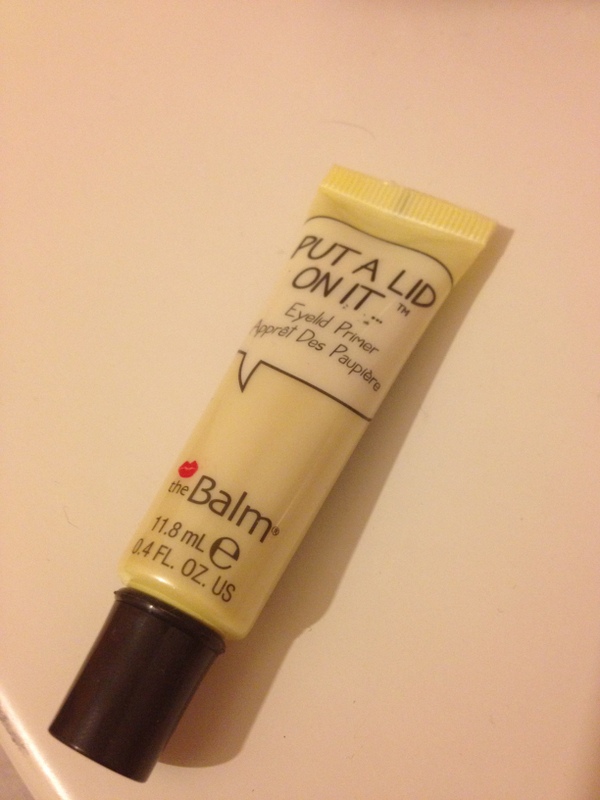 PUT A LID
ON IT™
Eyelid Primer
Apprêt Des Paupière
the Balm®
11.8 mL e
0.4 FL. OZ. US